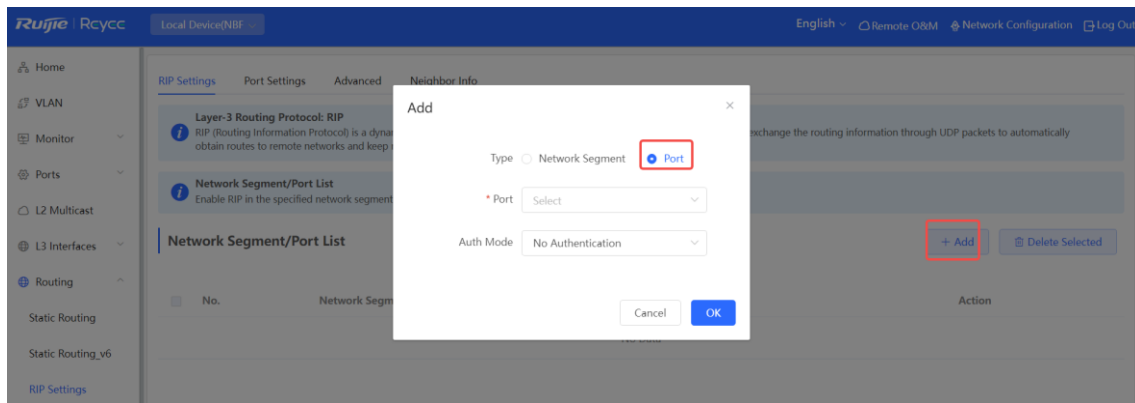 Ruijie | Rcycc
Local Device(NBF
English
Remote O&M
Network Configuration
Log Out
Home
VLAN
Monitor
Ports
L2 Multicast
L3 Interfaces
Routing
Static Routing
Static Routing_v6
RIP Settings
RIP Settings Port Settings Advanced Neighbor Info
Layer-3 Routing Protocol: RIP
RIP (Routing Information Protocol) is a dynar
exchange the routing information through UDP packets to automatically
obtain routes to remote networks and keep
Network Segment/Port List
Enable RIP in the specified network segment
Network Segment/Port List
+ Add
Delete Selected
No. Network Segm Action
Add
Type Network Segment Port
* Port Select
Auth Mode No Authentication
Cancel OK